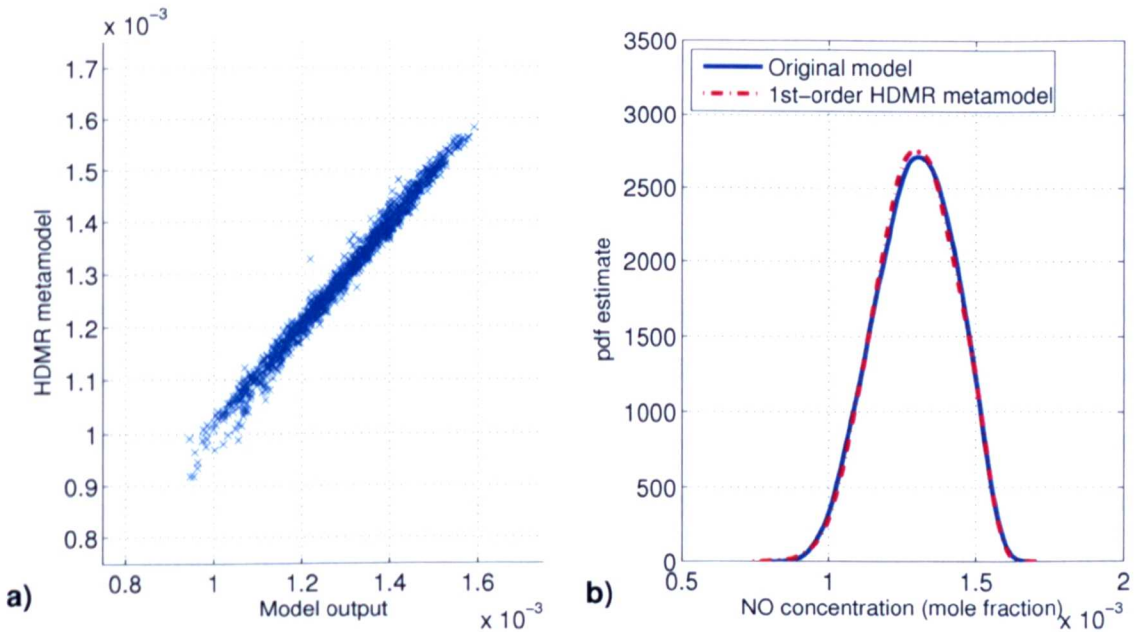 x 10⁻³
1.7
1.6
1.5
1.4
1.3
1.2
1.1
1
0.9
0.8
HDMR metamodel
0.8
1
1.2
1.4
1.6
Model output
x 10⁻³
a)
3500
3000
2500
2000
1500
1000
500
0
pdf estimate
Original model
1st-order HDMR metamodel
0.5
1
1.5
2
NO concentration (mole fraction)
x 10⁻³
b)